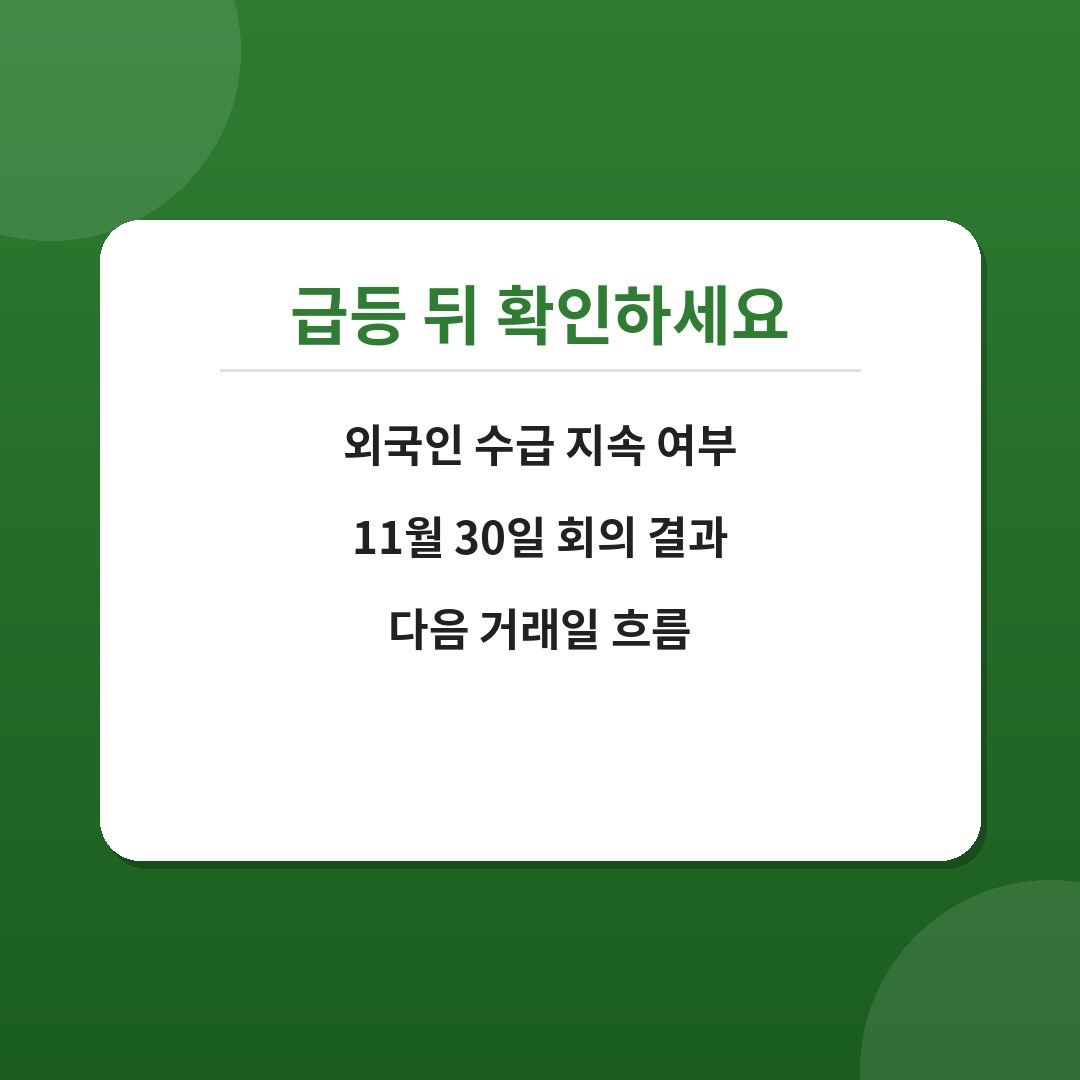 급등 뒤 확인하세요
외국인 수급 지속 여부
11월 30일 회의 결과
다음 거래일 흐름